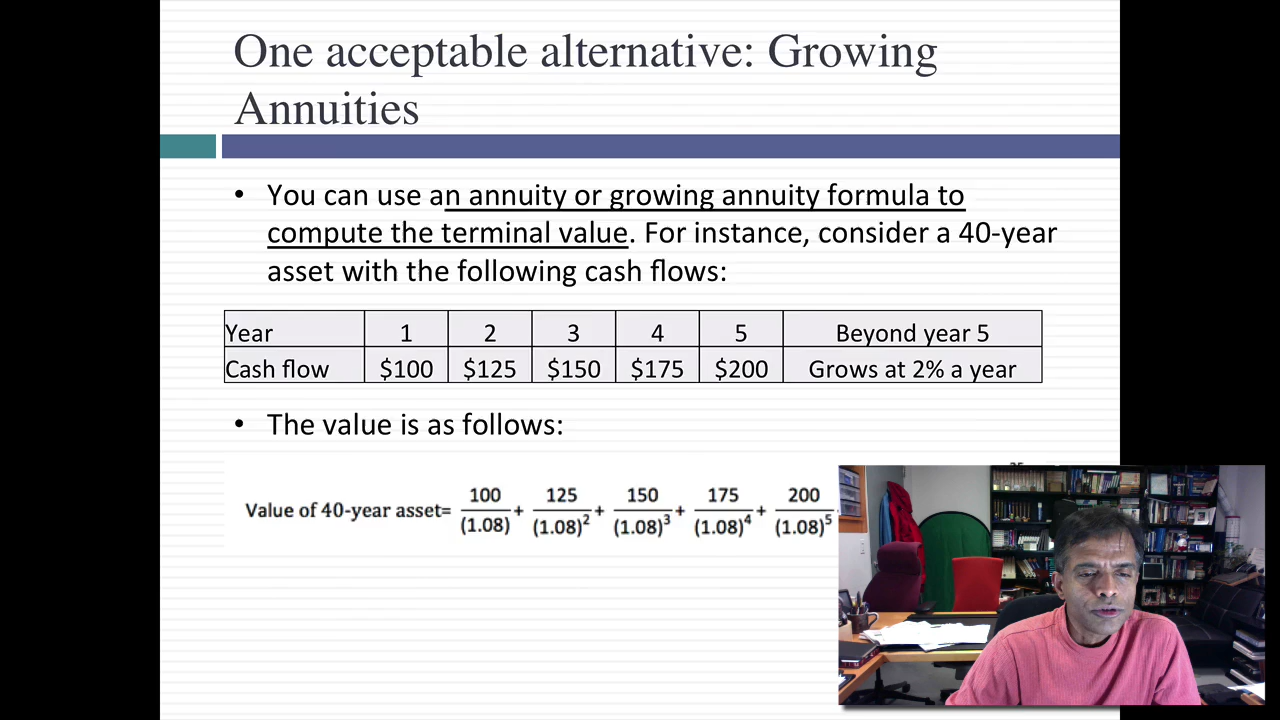 One acceptable alternative: Growing
Annuities
• You can use an annuity or growing annuity formula to
compute the terminal value. For instance, consider a 40-year
asset with the following cash flows:
Year 1 2 3 4 5 Beyond year 5
Cash flow $100 $125 $150 $175 $200 Grows at 2% a year
• The value is as follows:
Value of 40-year asset= 100/(1.08) + 125/(1.08)² + 150/(1.08)³ + 175/(1.08)⁴ + 200/(1.08)⁵